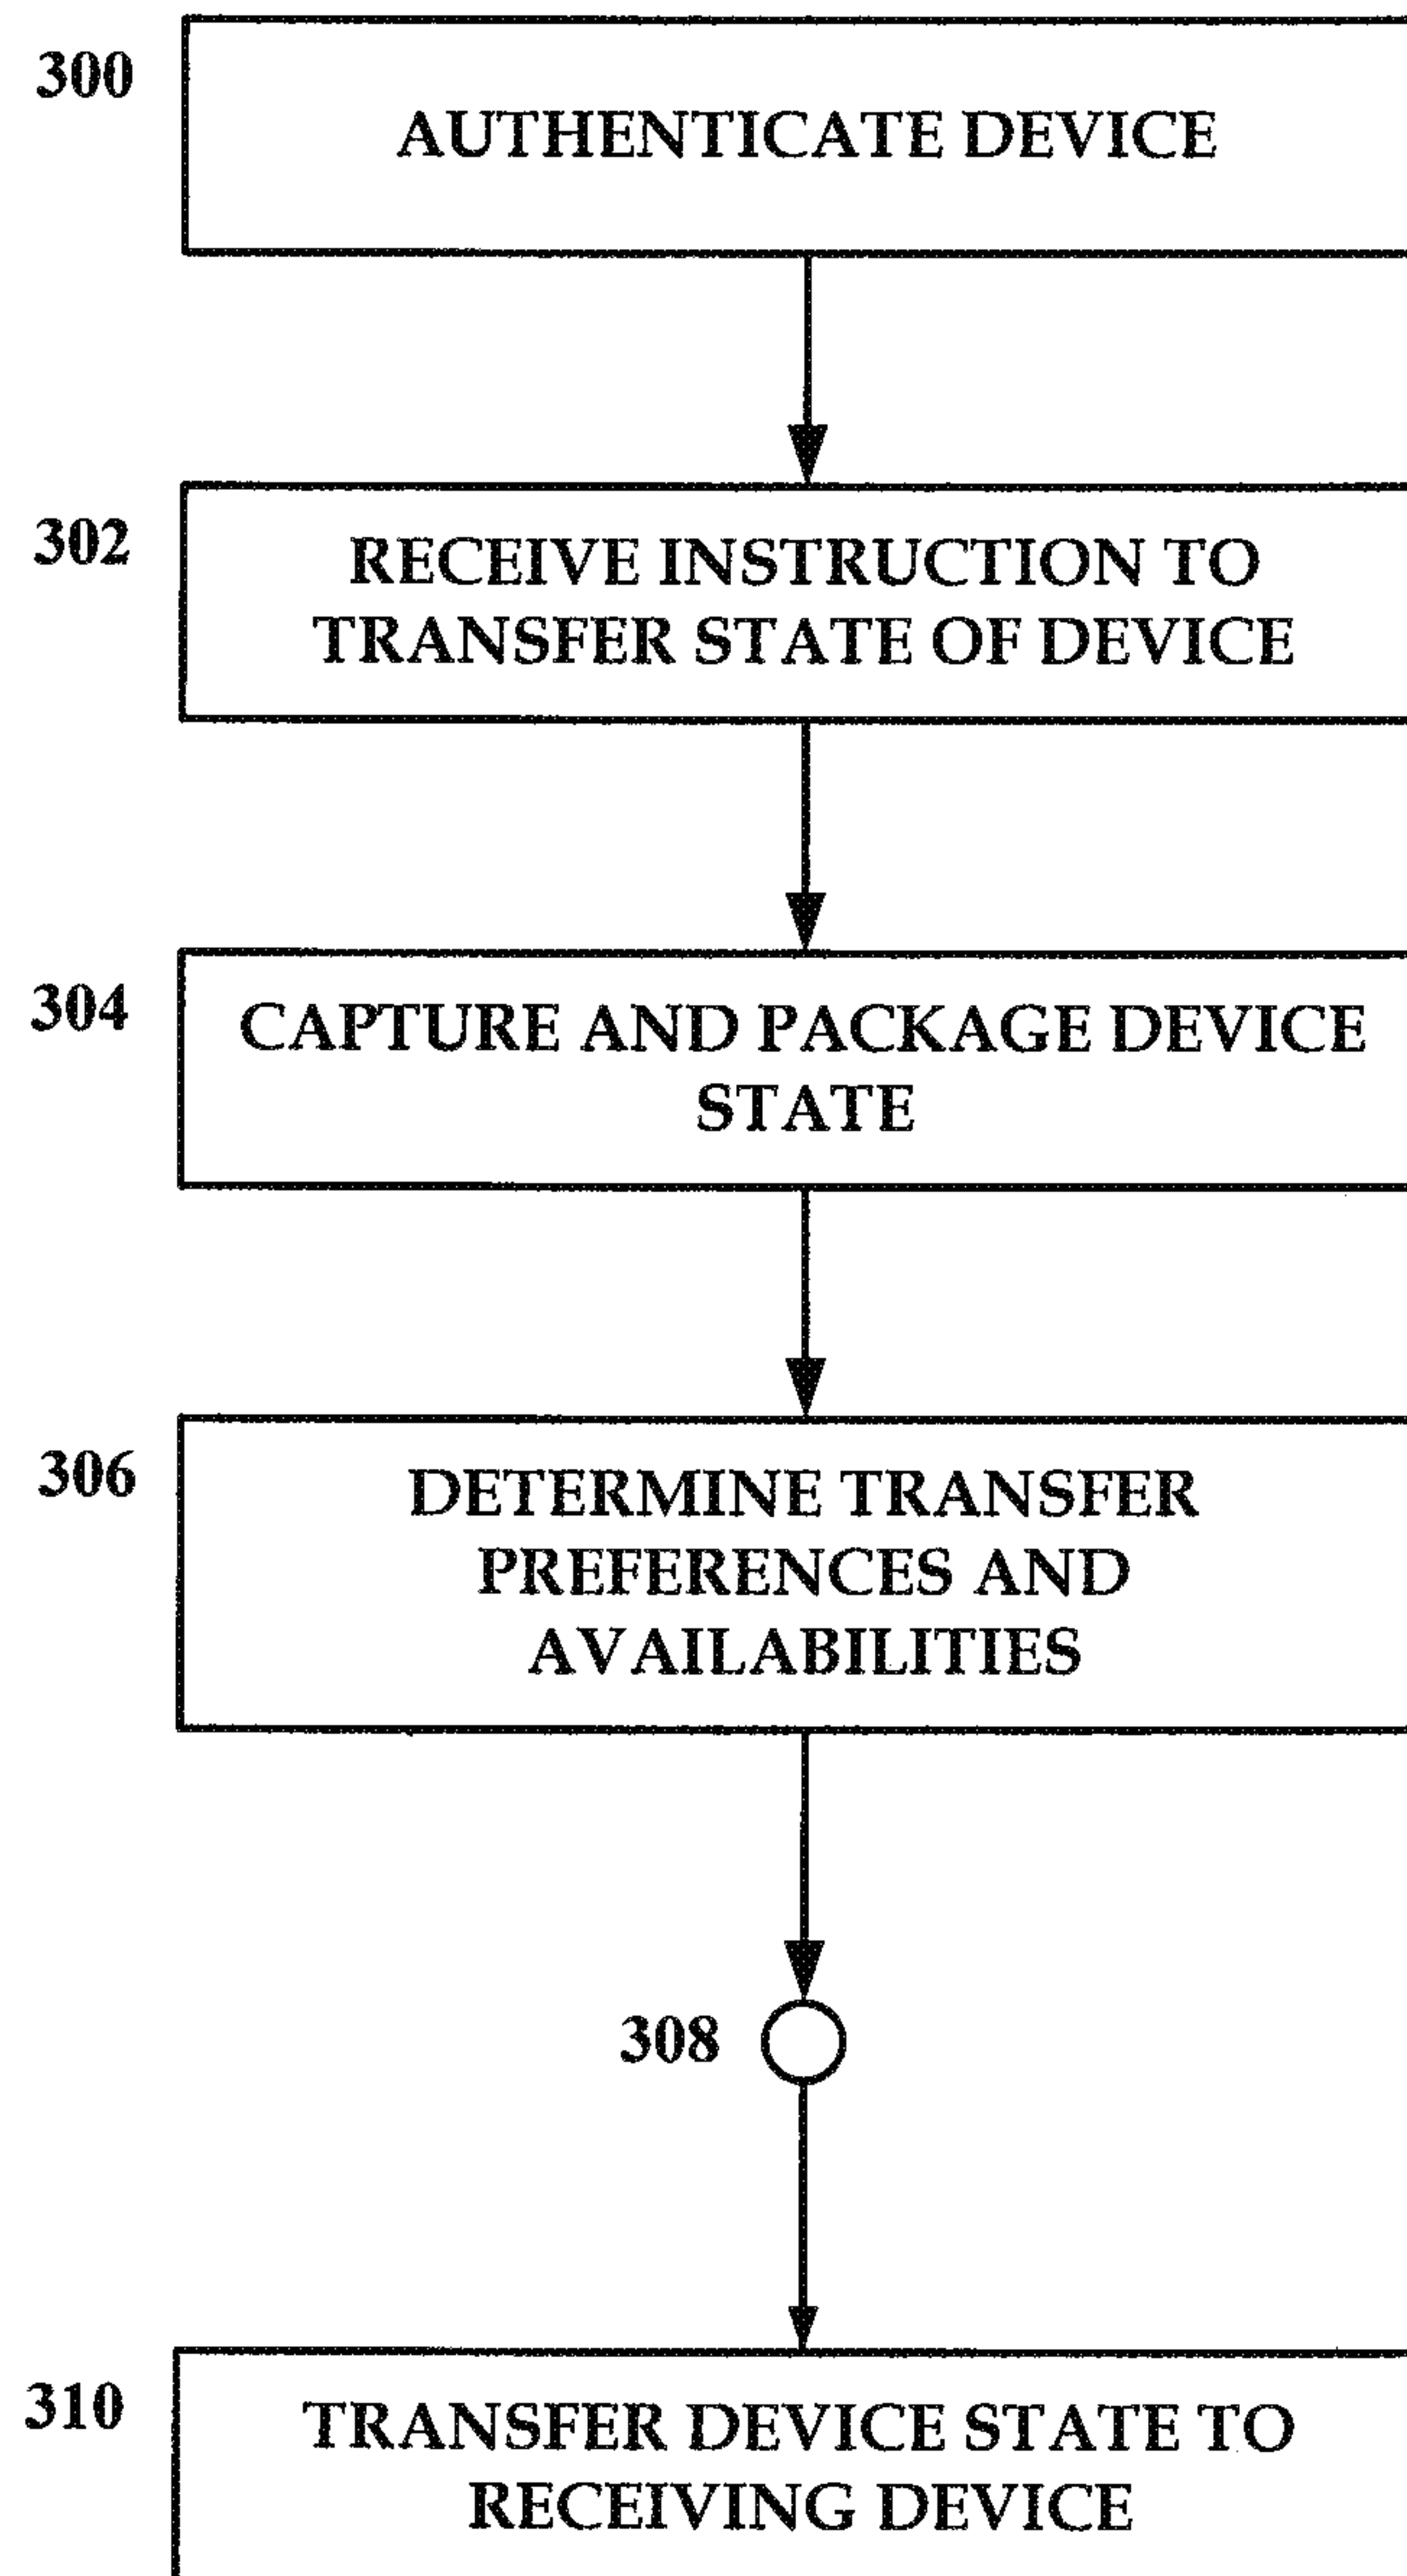 300
AUTHENTICATE DEVICE
302
RECEIVE INSTRUCTION TO
TRANSFER STATE OF DEVICE
304
CAPTURE AND PACKAGE DEVICE
STATE
306
DETERMINE TRANSFER
PREFERENCES AND
AVAILABILITIES
308
310
TRANSFER DEVICE STATE TO
RECEIVING DEVICE